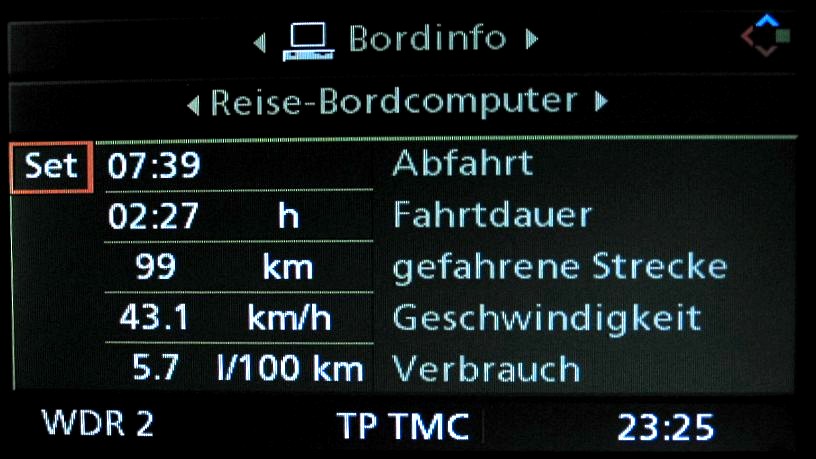 Bordinfo
Reise-Bordcomputer
Set 07:39 Abfahrt
02:27 h Fahrtdauer
99 km gefahrene Strecke
43.1 km/h Geschwindigkeit
5.7 l/100 km Verbrauch
WDR 2 TP TMC 23:25